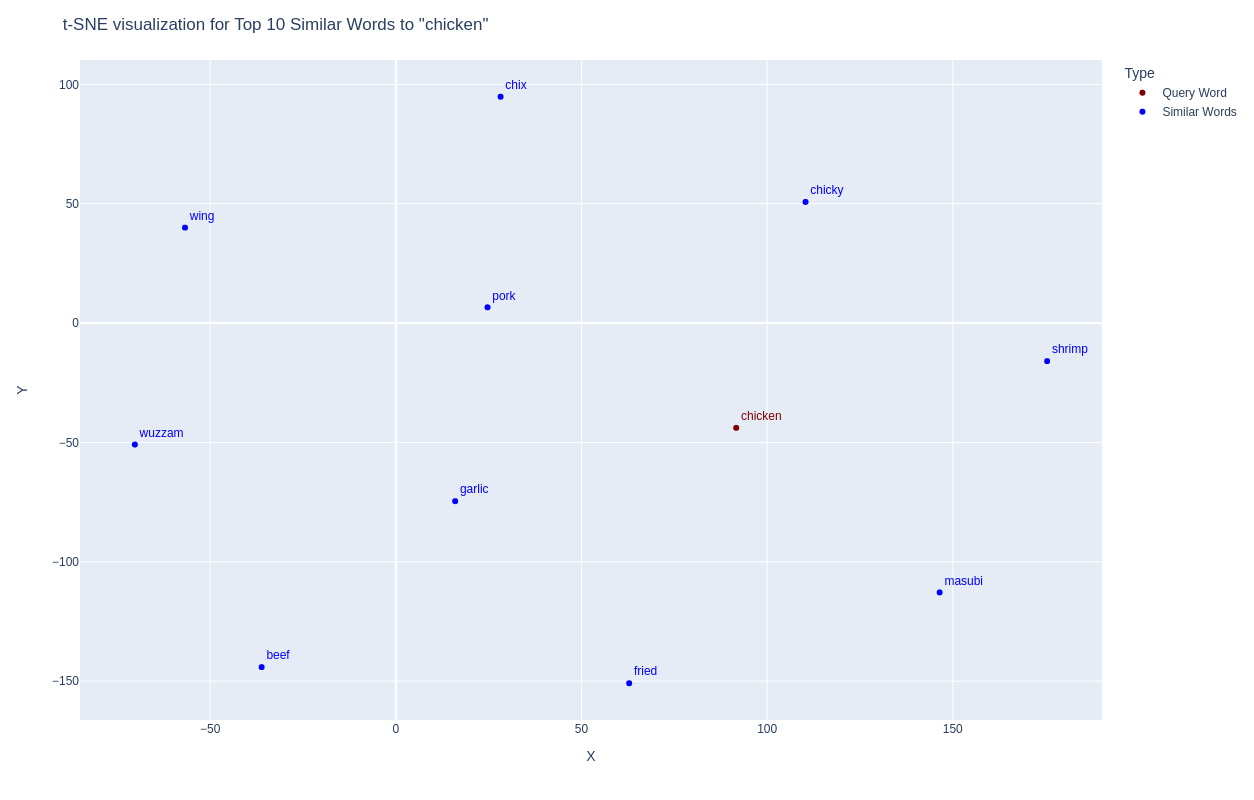 t-SNE visualization for Top 10 Similar Words to "chicken"
Type
Query Word
Similar Words
chix
chicky
wing
pork
shrimp
chicken
wuzzam
garlic
masubi
beef
fried
100
50
0
−50
−100
−150
Y
−50
0
50
100
150
X